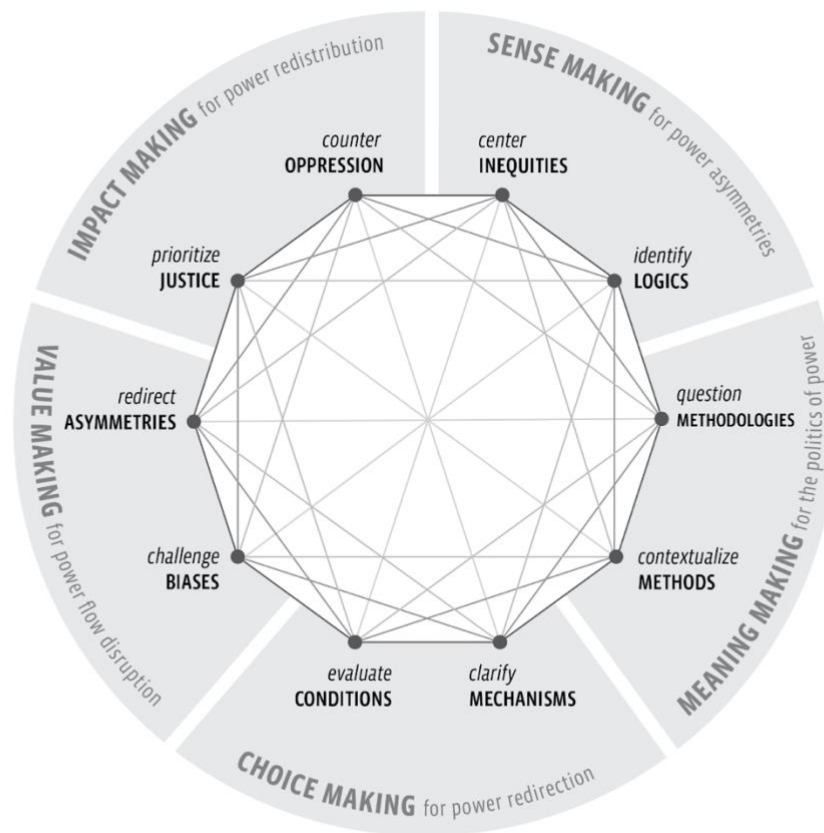 SENSE MAKING for power asymmetries
center
INEQUITIES
identify
LOGICS
MEANING MAKING for the politics of power
question
METHODOLOGIES
contextualize
METHODS
CHOICE MAKING for power redirection
clarify
MECHANISMS
evaluate
CONDITIONS
VALUE MAKING for power flow disruption
challenge
BIASES
redirect
ASYMMETRIES
IMPACT MAKING for power redistribution
prioritize
JUSTICE
counter
OPPRESSION